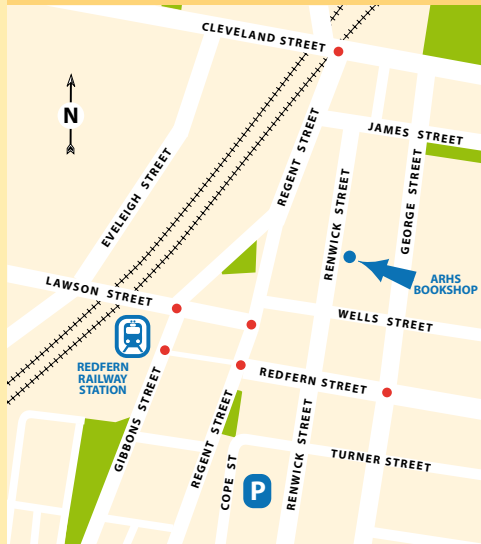 CLEVELAND STREET
N
JAMES STREET
REGENT STREET
EVELEIGH STREET
RENWICK STREET
GEORGE STREET
ARHS
BOOKSHOP
LAWSON STREET
WELLS STREET
REDFERN
RAILWAY
STATION
REDFERN STREET
GIBBONS STREET
REGENT STREET
RENWICK STREET
TURNER STREET
COPE ST
P